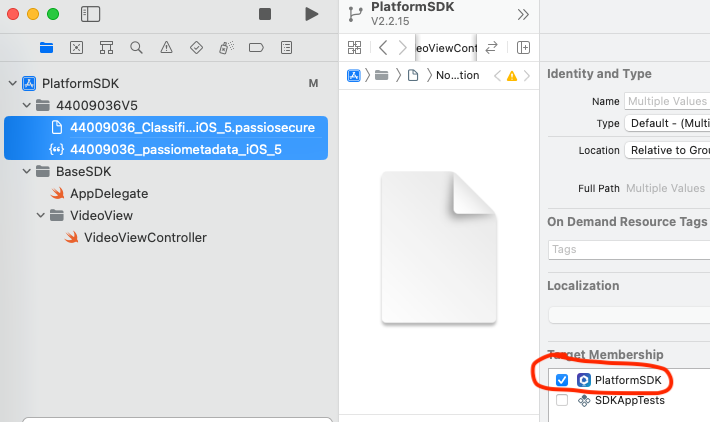 PlatformSDK
V2.2.15
eoViewCont
PlatformSDK
M
44009036V5
44009036_Classifi...iOS_5.passiosecure
44009036_passiometadata_iOS_5
BaseSDK
AppDelegate
VideoView
VideoViewController
No...tion
Identity and Type
Name Multiple Values
Type Default - (Multi
Location Relative to Grou
Full Path Multiple Values
On Demand Resource Tags
Tags
Localization
Target Membership
PlatformSDK
SDKAppTests